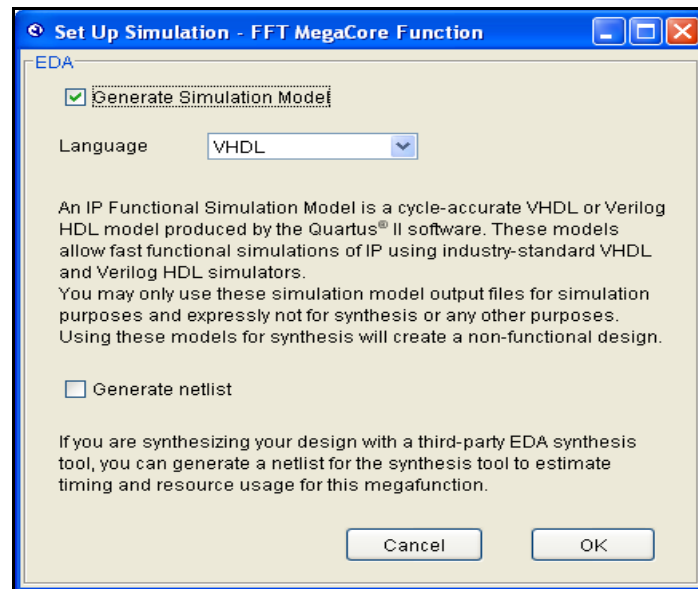 Set Up Simulation - FFT MegaCore Function
EDA
Generate Simulation Model
Language VHDL
An IP Functional Simulation Model is a cycle-accurate VHDL or Verilog
HDL model produced by the Quartus® II software. These models
allow fast functional simulations of IP using industry-standard VHDL
and Verilog HDL simulators.
You may only use these simulation model output files for simulation
purposes and expressly not for synthesis or any other purposes.
Using these models for synthesis will create a non-functional design.
Generate netlist
If you are synthesizing your design with a third-party EDA synthesis
tool, you can generate a netlist for the synthesis tool to estimate
timing and resource usage for this megafunction.
Cancel OK